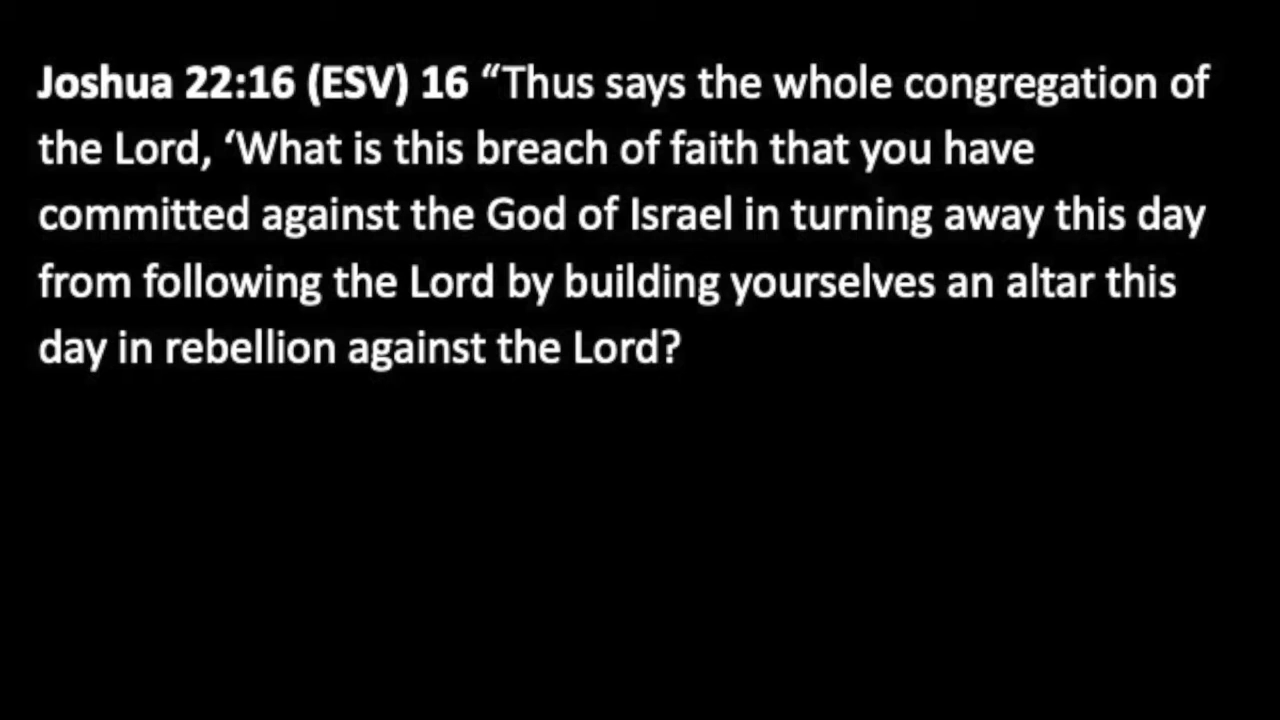 Joshua 22:16 (ESV) 16 “Thus says the whole congregation of
the Lord, ‘What is this breach of faith that you have
committed against the God of Israel in turning away this day
from following the Lord by building yourselves an altar this
day in rebellion against the Lord?